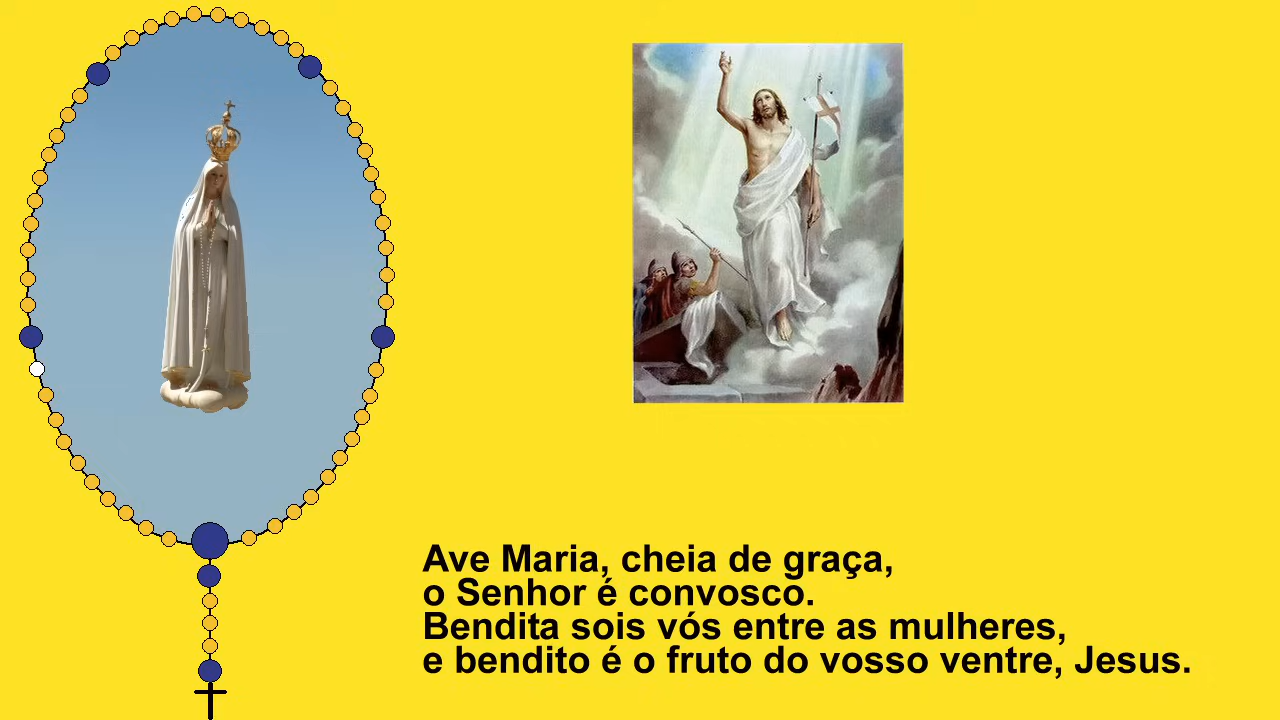 Ave Maria, cheia de graça,
o Senhor é convosco.
Bendita sois vós entre as mulheres,
e bendito é o fruto do vosso ventre, Jesus.